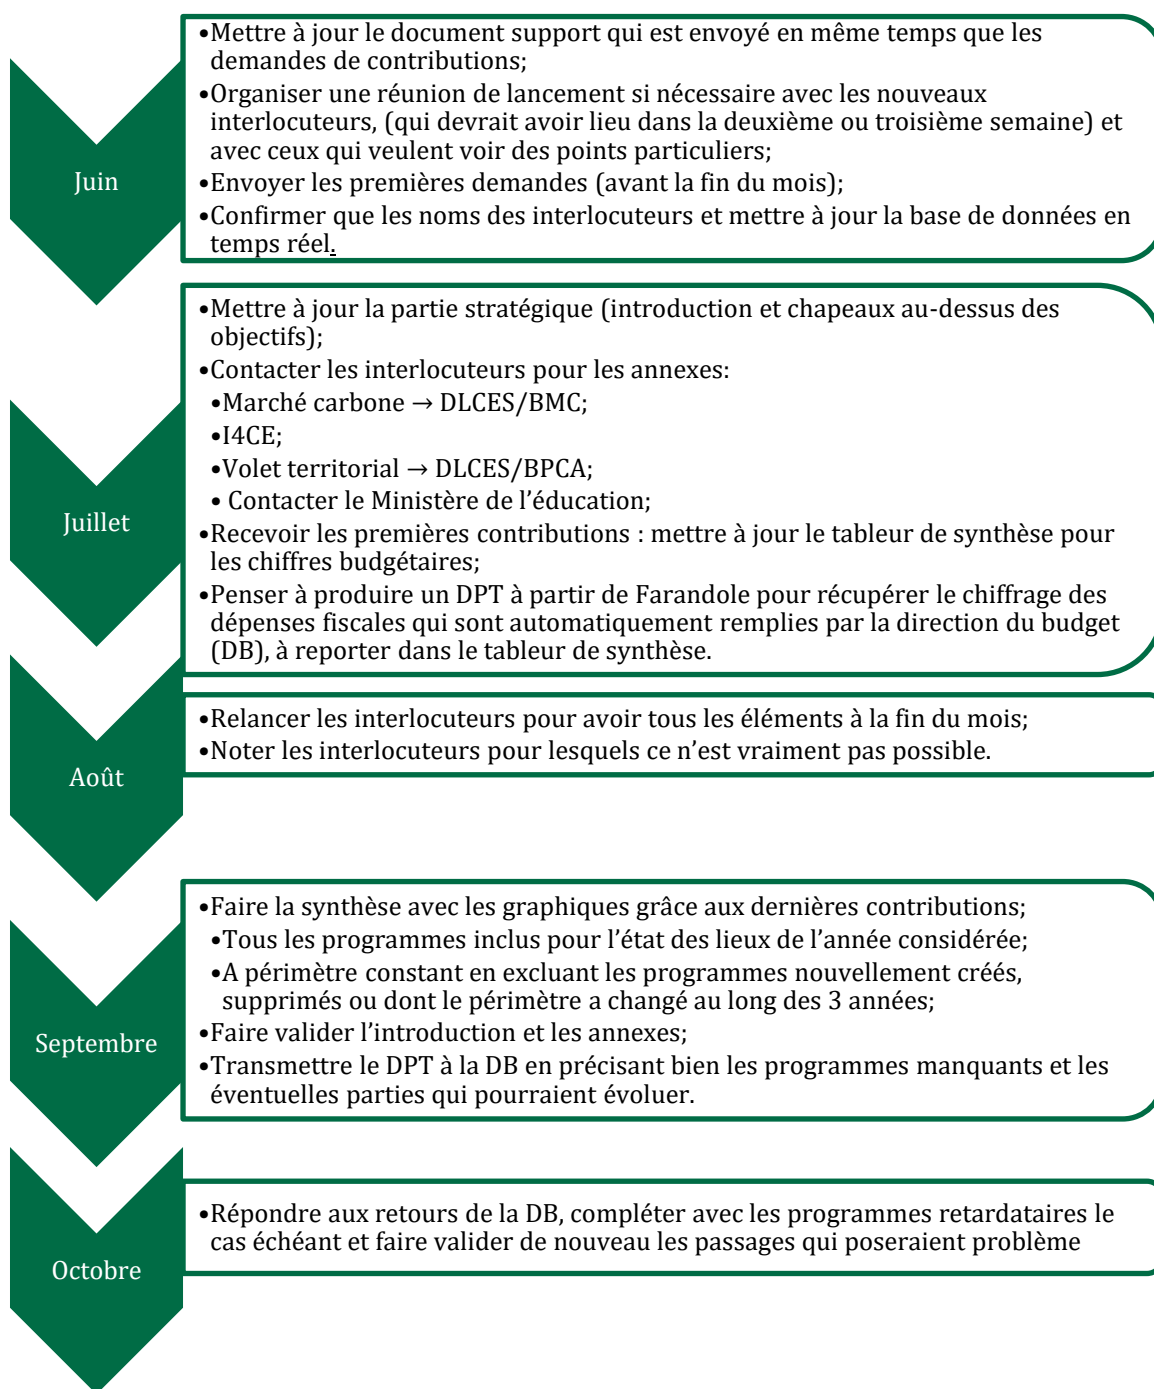 Juin
•Mettre à jour le document support qui est envoyé en même temps que les
demandes de contributions;
•Organiser une réunion de lancement si nécessaire avec les nouveaux
interlocuteurs, (qui devrait avoir lieu dans la deuxième ou troisième semaine) et
avec ceux qui veulent voir des points particuliers;
•Envoyer les premières demandes (avant la fin du mois);
•Confirmer que les noms des interlocuteurs et mettre à jour la base de données en
temps réel.
Juillet
•Mettre à jour la partie stratégique (introduction et chapeaux au-dessus des
objectifs);
•Contacter les interlocuteurs pour les annexes:
•Marché carbone → DLCES/BMC;
•I4CE;
•Volet territorial → DLCES/BPCA;
• Contacter le Ministère de l’éducation;
•Recevoir les premières contributions : mettre à jour le tableur de synthèse pour
les chiffres budgétaires;
•Penser à produire un DPT à partir de Farandole pour récupérer le chiffrage des
dépenses fiscales qui sont automatiquement remplies par la direction du budget
(DB), à reporter dans le tableur de synthèse.
Août
•Relancer les interlocuteurs pour avoir tous les éléments à la fin du mois;
•Noter les interlocuteurs pour lesquels ce n’est vraiment pas possible.
Septembre
•Faire la synthèse avec les graphiques grâce aux dernières contributions;
•Tous les programmes inclus pour l’état des lieux de l’année considérée;
•A périmètre constant en excluant les programmes nouvellement créés,
supprimés ou dont le périmètre a changé au long des 3 années;
•Faire valider l’introduction et les annexes;
•Transmettre le DPT à la DB en précisant bien les programmes manquants et les
éventuelles parties qui pourraient évoluer.
Octobre
•Répondre aux retours de la DB, compléter avec les programmes retardataires le
cas échéant et faire valider de nouveau les passages qui poseraient problème